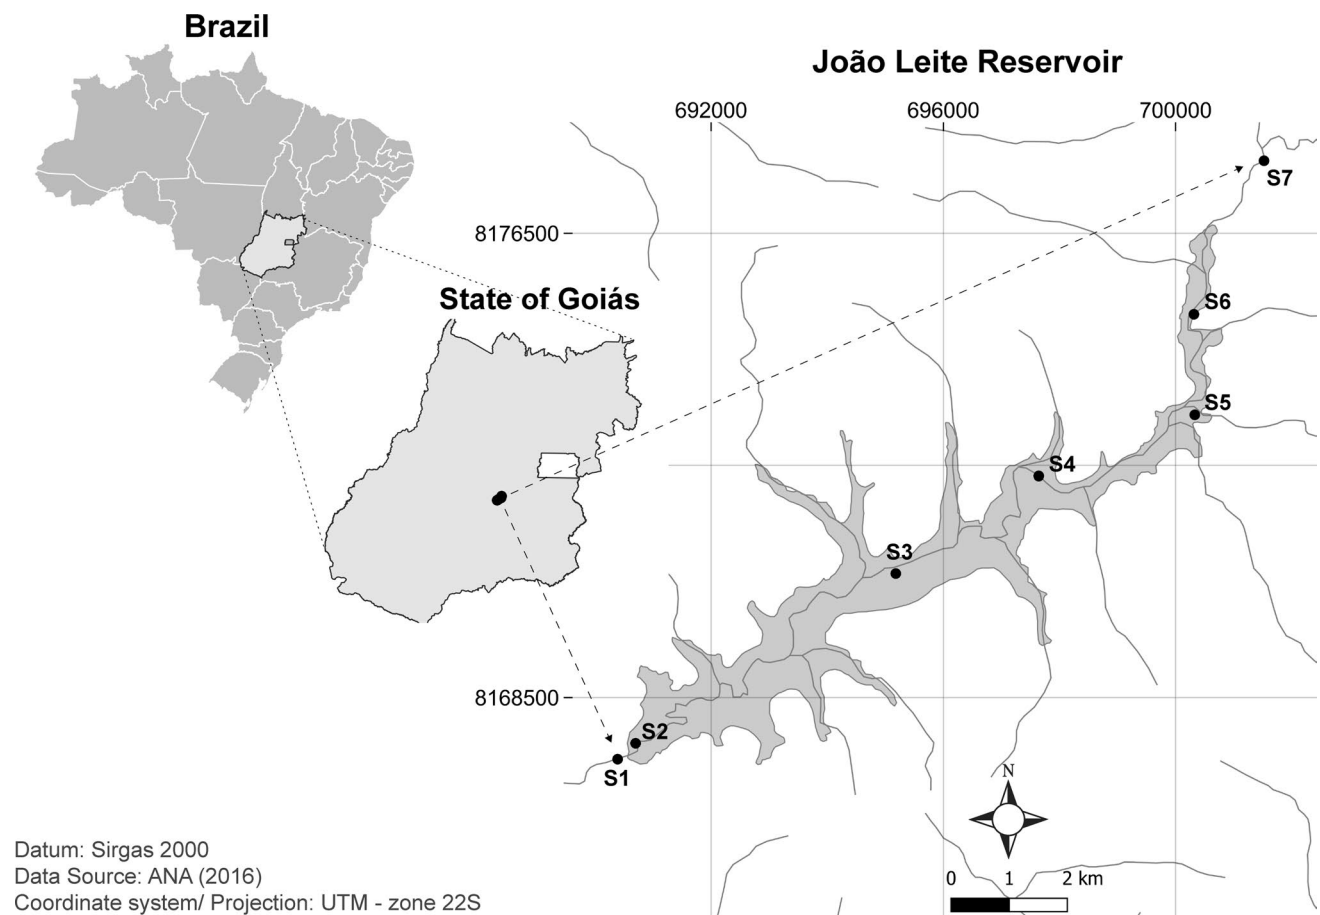 Brazil
João Leite Reservoir
692000
696000
700000
S7
8176500
State of Goiás
S6
S5
S4
S3
8168500
S2
S1
N
Datum: Sirgas 2000
Data Source: ANA (2016)
Coordinate system/ Projection: UTM - zone 22S
0 1 2 km